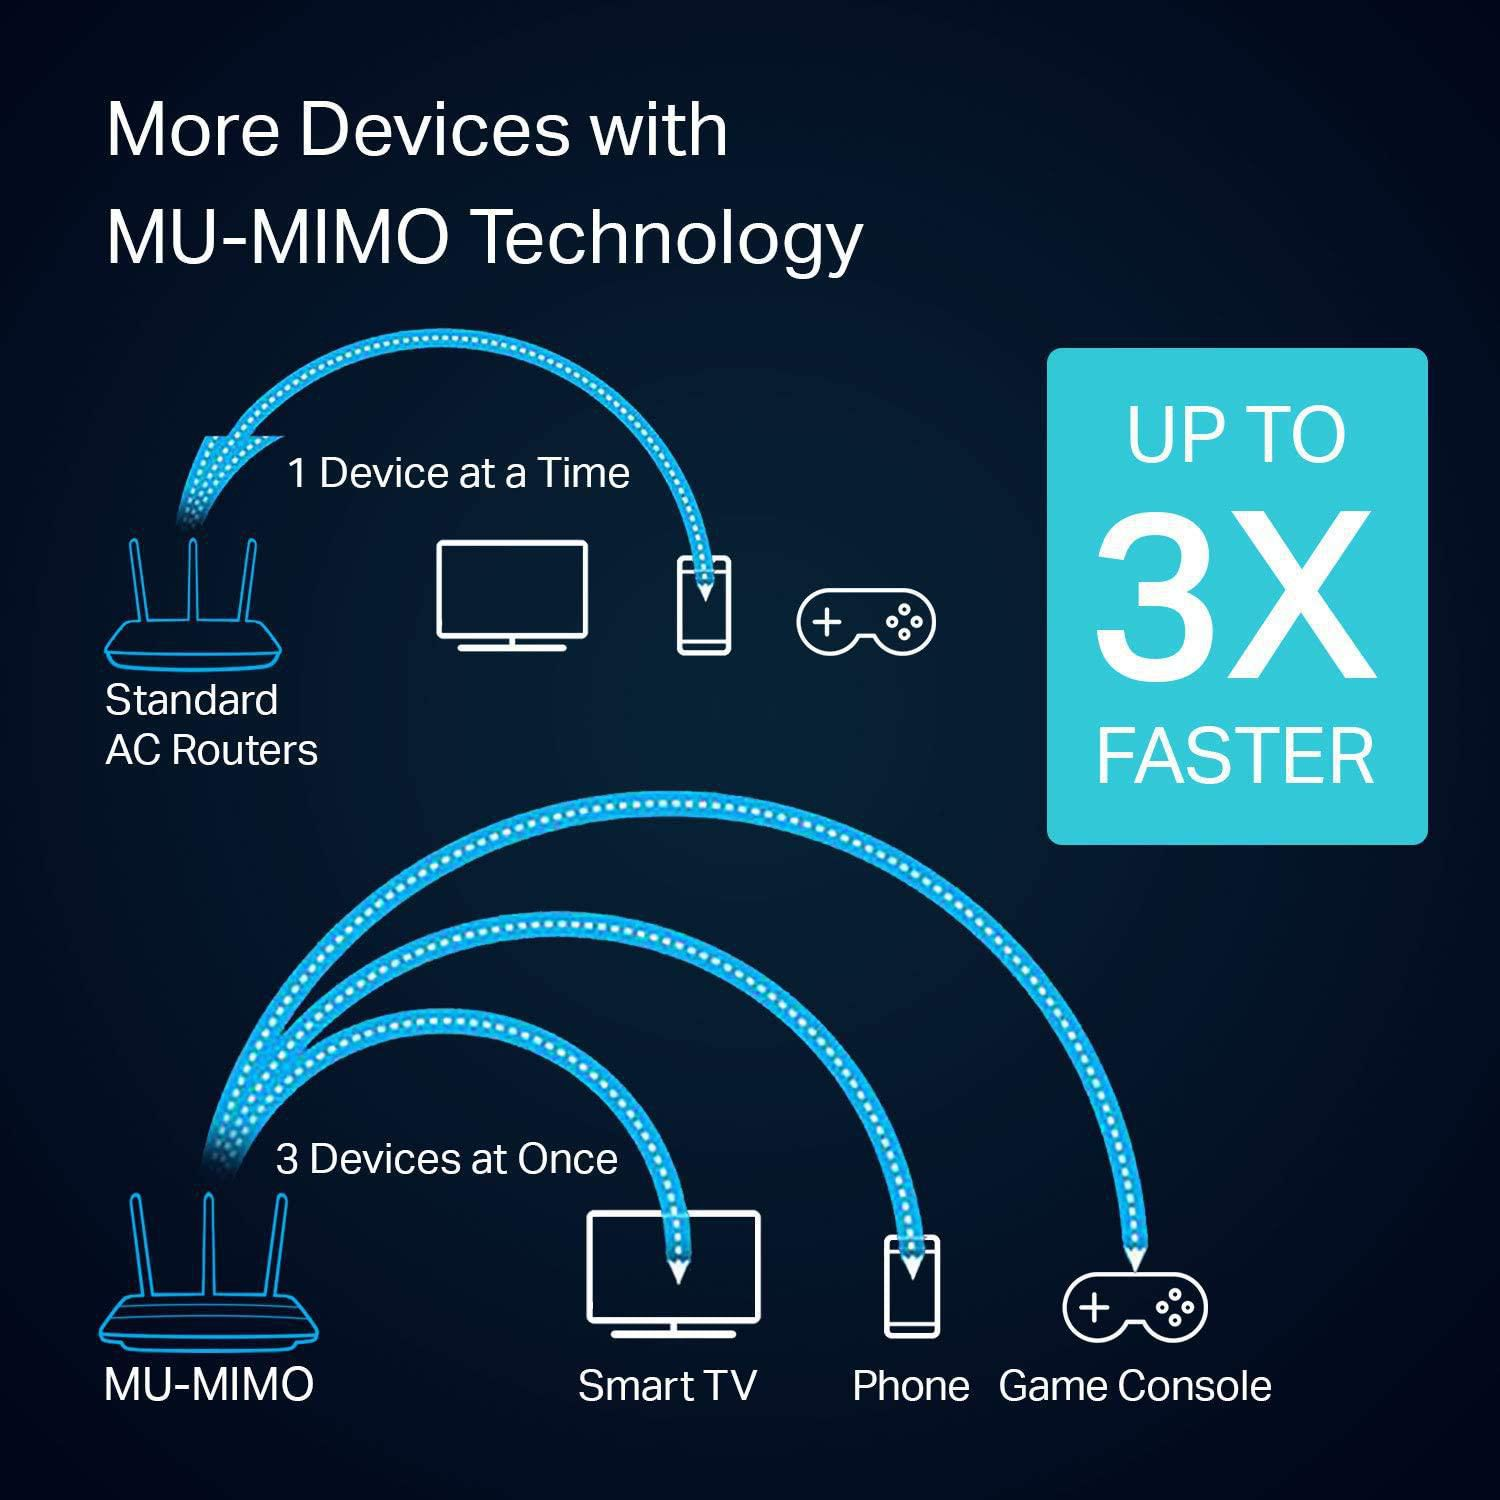 More Devices with
MU-MIMO Technology
1 Device at a Time
Standard
AC Routers
UP TO
3X
FASTER
3 Devices at Once
MU-MIMO
Smart TV
Phone
Game Console